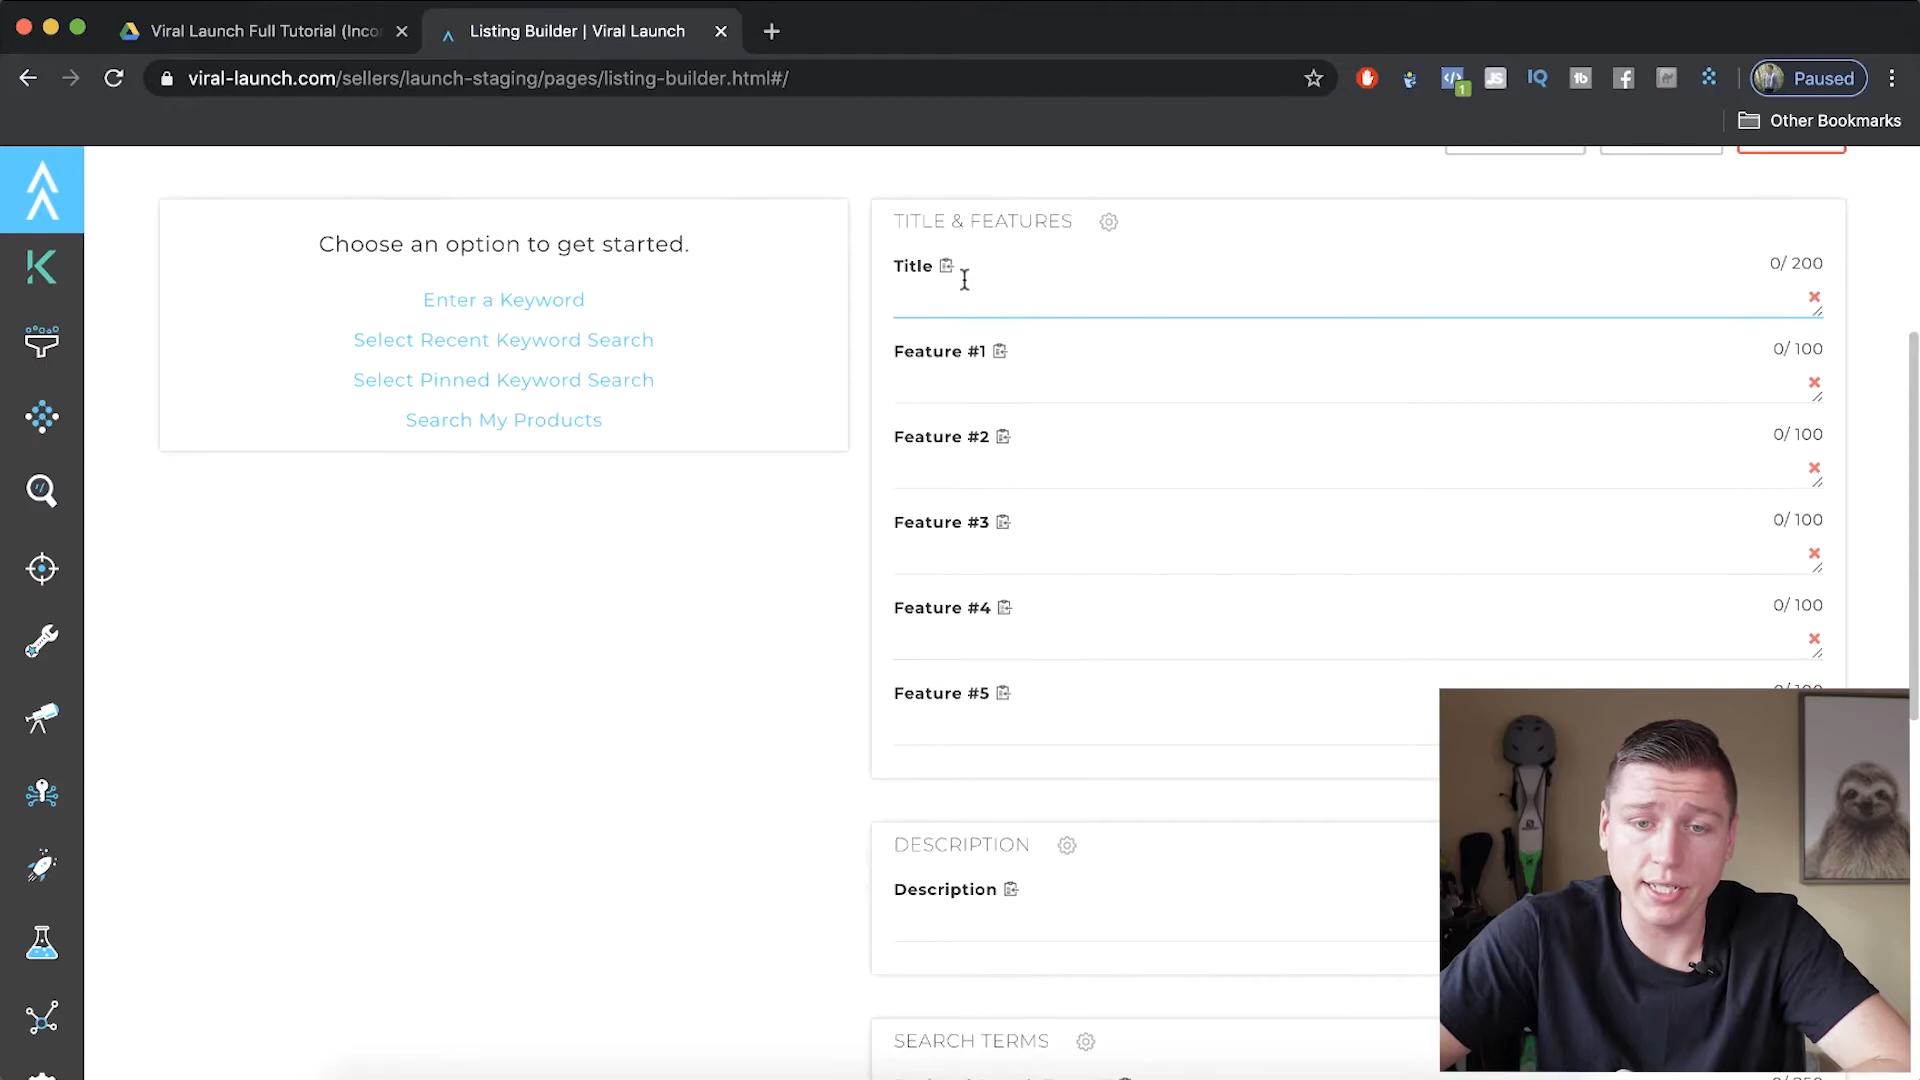 Viral Launch Full Tutorial (Inco
Listing Builder | Viral Launch
viral-launch.com/sellers/launch-staging/pages/listing-builder.html#/
1
JS
IQ
tb
f
Paused
Other Bookmarks
Choose an option to get started.
Enter a Keyword
Select Recent Keyword Search
Select Pinned Keyword Search
Search My Products
TITLE & FEATURES
Title
0/ 200
Feature #1
0/ 100
Feature #2
0/ 100
Feature #3
0/ 100
Feature #4
0/ 100
Feature #5
DESCRIPTION
Description
SEARCH TERMS